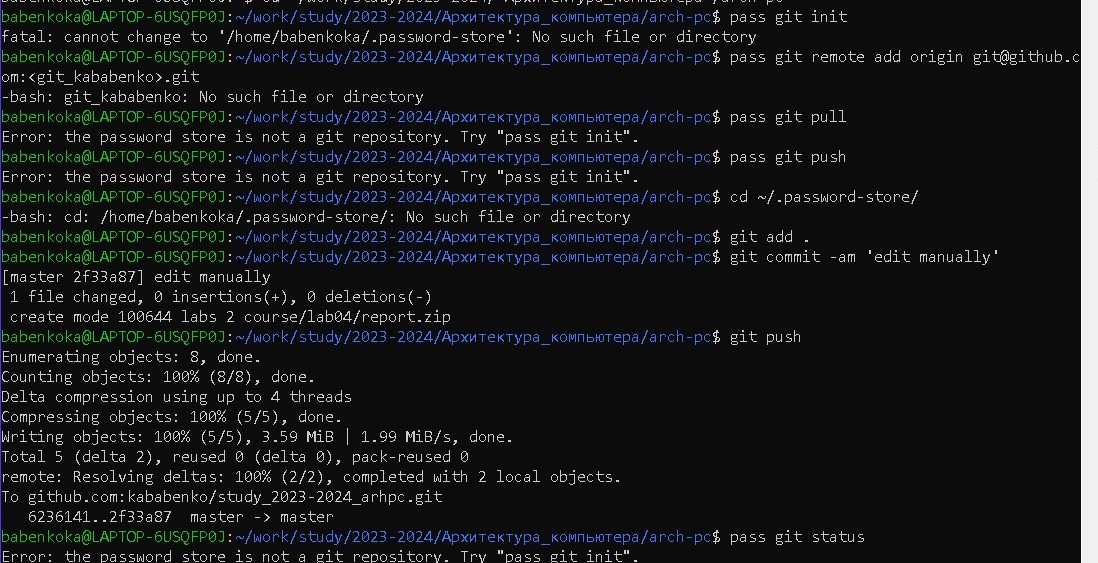 babenkoka@LAPTOP-6USQFP0J:~/work/study/2023-2024/Архитектура_компьютера/arch-pc$ pass git init
fatal: cannot change to '/home/babenkoka/.password-store': No such file or directory
babenkoka@LAPTOP-6USQFP0J:~/work/study/2023-2024/Архитектура_компьютера/arch-pc$ pass git remote add origin git@github.c
om:<git_kababenko>.git
-bash: git_kababenko: No such file or directory
babenkoka@LAPTOP-6USQFP0J:~/work/study/2023-2024/Архитектура_компьютера/arch-pc$ pass git pull
Error: the password store is not a git repository. Try "pass git init".
babenkoka@LAPTOP-6USQFP0J:~/work/study/2023-2024/Архитектура_компьютера/arch-pc$ pass git push
Error: the password store is not a git repository. Try "pass git init".
babenkoka@LAPTOP-6USQFP0J:~/work/study/2023-2024/Архитектура_компьютера/arch-pc$ cd ~/.password-store/
-bash: cd: /home/babenkoka/.password-store/: No such file or directory
babenkoka@LAPTOP-6USQFP0J:~/work/study/2023-2024/Архитектура_компьютера/arch-pc$ git add .
babenkoka@LAPTOP-6USQFP0J:~/work/study/2023-2024/Архитектура_компьютера/arch-pc$ git commit -am 'edit manually'
[master 2f33a87] edit manually
 1 file changed, 0 insertions(+), 0 deletions(-)
 create mode 100644 labs 2 course/lab04/report.zip
babenkoka@LAPTOP-6USQFP0J:~/work/study/2023-2024/Архитектура_компьютера/arch-pc$ git push
Enumerating objects: 8, done.
Counting objects: 100% (8/8), done.
Delta compression using up to 4 threads
Compressing objects: 100% (5/5), done.
Writing objects: 100% (5/5), 3.59 MiB | 1.99 MiB/s, done.
Total 5 (delta 2), reused 0 (delta 0), pack-reused 0
remote: Resolving deltas: 100% (2/2), completed with 2 local objects.
To github.com:kababenko/study_2023-2024_arhpc.git
   6236141..2f33a87  master -> master
babenkoka@LAPTOP-6USQFP0J:~/work/study/2023-2024/Архитектура_компьютера/arch-pc$ pass git status
Error: the password store is not a git repository. Try "pass git init".